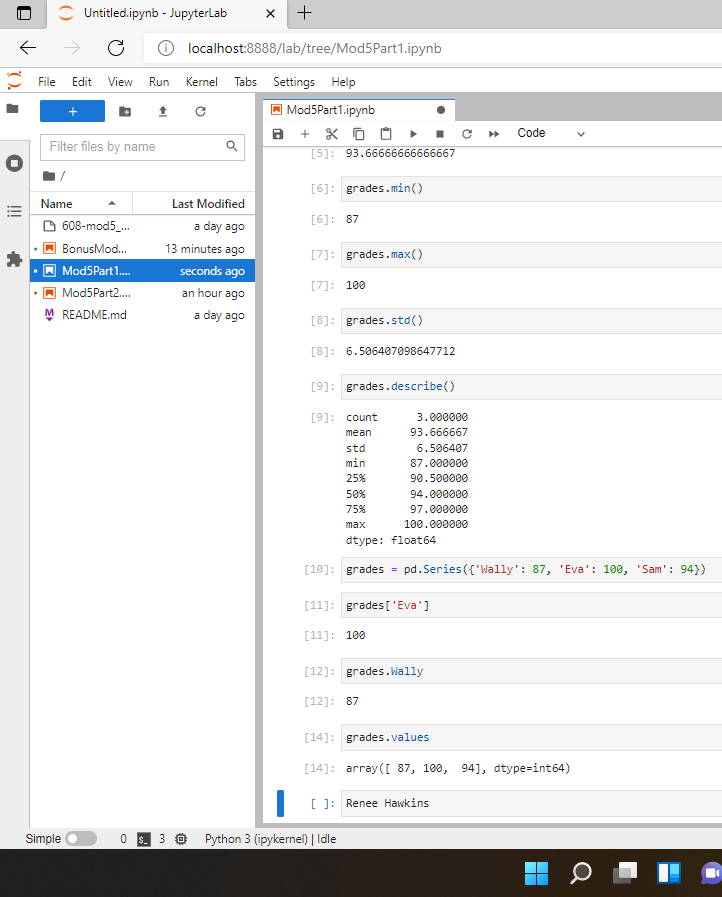 Untitled.ipynb - JupyterLab
localhost:8888/lab/tree/Mod5Part1.ipynb
File Edit View Run Kernel Tabs Settings Help
Mod5Part1.ipynb
Filter files by name
Code
/
Name Last Modified
608-mod5_... a day ago
BonusMod... 13 minutes ago
Mod5Part1.... seconds ago
Mod5Part2.... an hour ago
README.md a day ago
[5]: 93.66666666666667
[6]: grades.min()
[6]: 87
[7]: grades.max()
[7]: 100
[8]: grades.std()
[8]: 6.506407098647712
[9]: grades.describe()
[9]: count 3.000000
mean 93.666667
std 6.506407
min 87.000000
25% 90.500000
50% 94.000000
75% 97.000000
max 100.000000
dtype: float64
[10]: grades = pd.Series({'Wally': 87, 'Eva': 100, 'Sam': 94})
[11]: grades['Eva']
[11]: 100
[12]: grades.Wally
[12]: 87
[14]: grades.values
[14]: array([ 87, 100,  94], dtype=int64)
[ ]: Renee Hawkins
Simple 0 3 Python 3 (ipykernel) | Idle